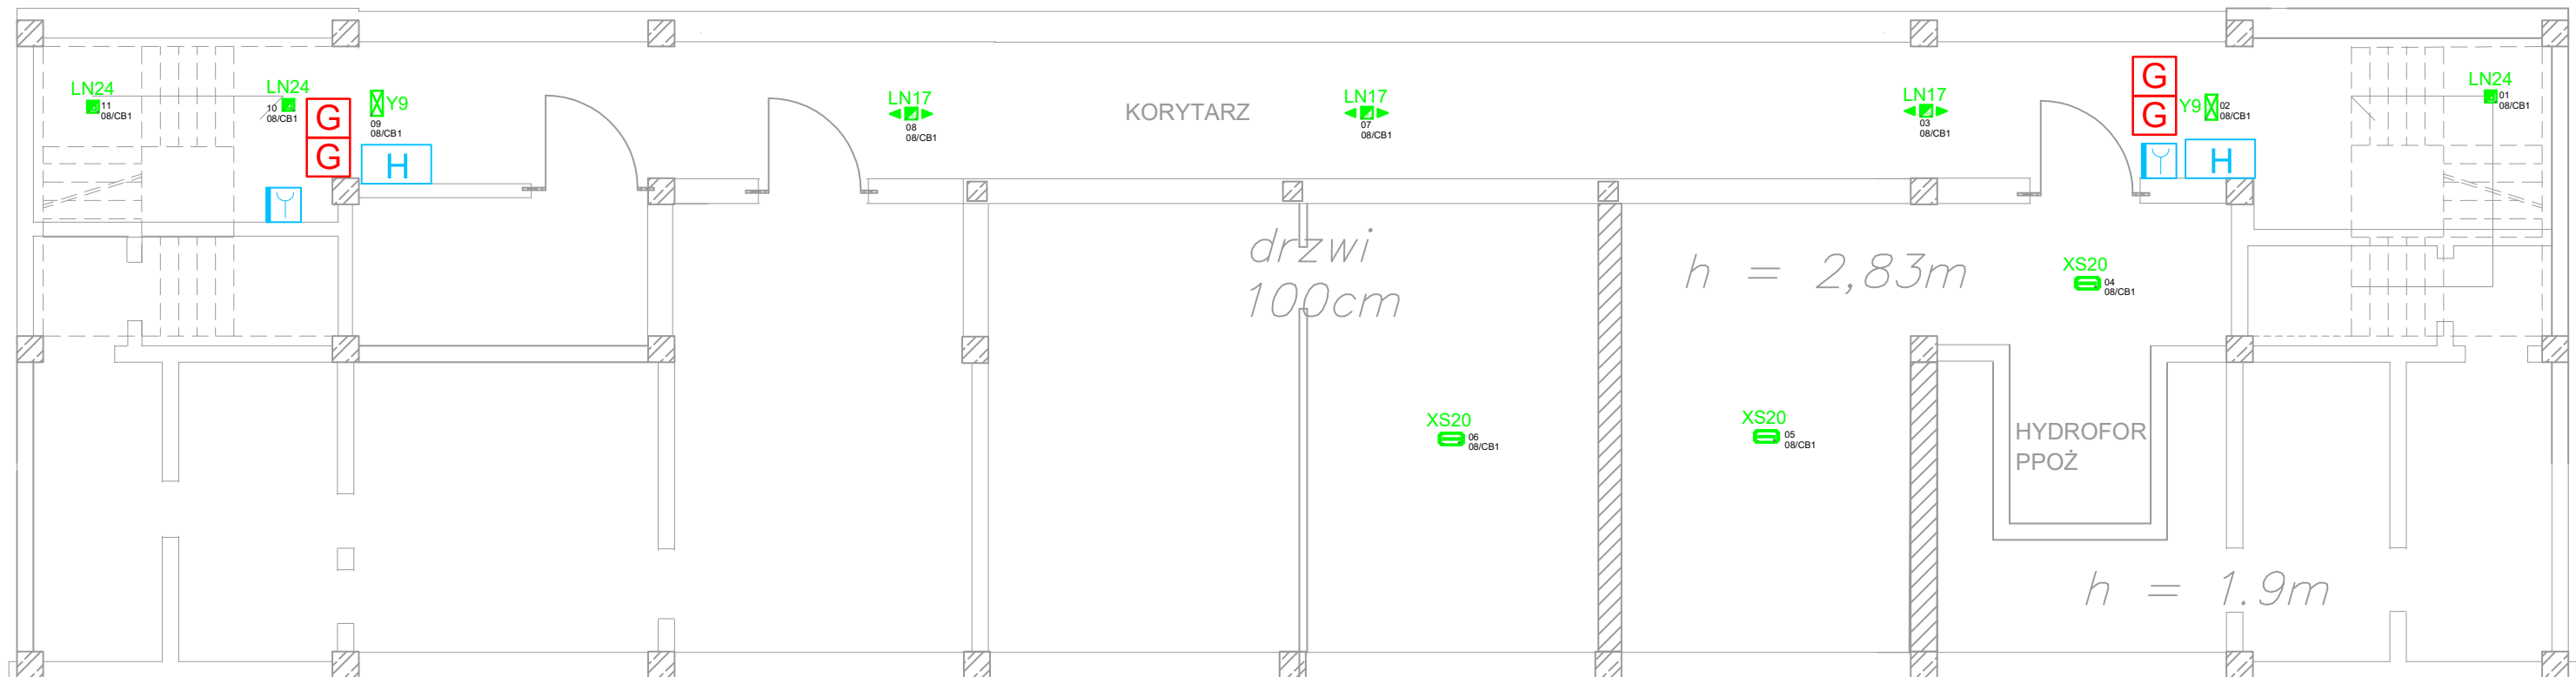 LN24
11
08/CB1
LN24
10
08/CB1
G
G
Y9
09
08/CB1
H
LN17
08
08/CB1
KORYTARZ
LN17
07
08/CB1
LN17
03
08/CB1
G
G
Y9
02
08/CB1
H
LN24
01
08/CB1
drzwi
100cm
h = 2,83m
XS20
04
08/CB1
XS20
06
08/CB1
XS20
05
08/CB1
HYDROFOR
PPOŻ
h = 1.9m